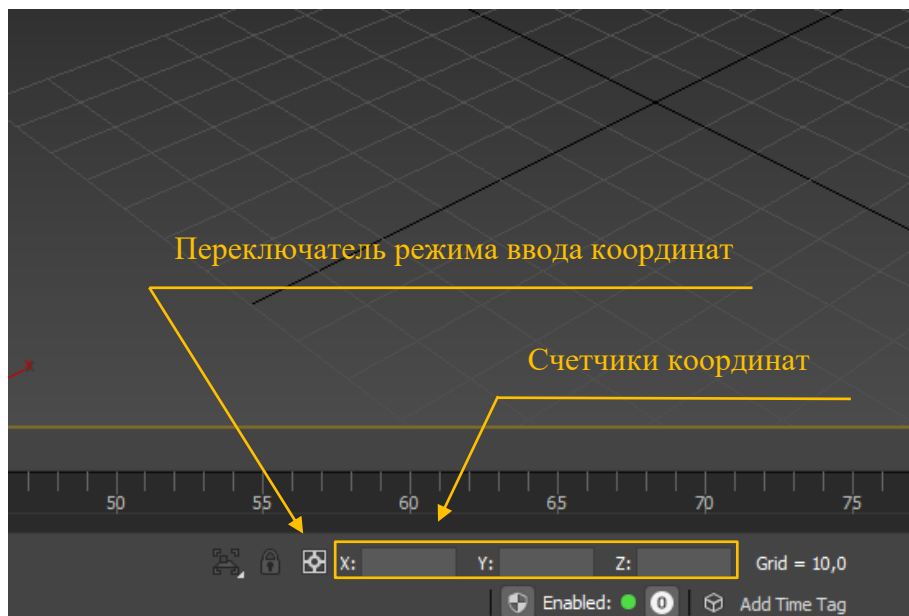 Переключатель режима ввода координат
Счетчики координат
x
50 55 60 65 70 75
X: Y: Z: Grid = 10,0
Enabled: 0 Add Time Tag